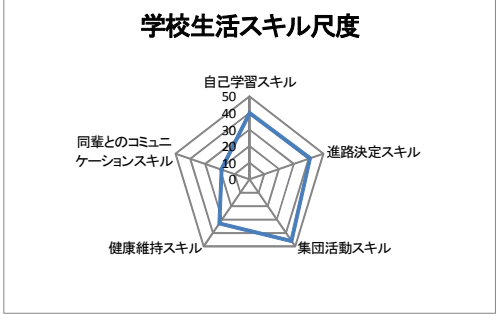 学校生活スキル尺度
自己学習スキル
50
40
30
20
10
0
進路決定スキル
集団活動スキル
健康維持スキル
同輩とのコミュニ
ケーションスキル